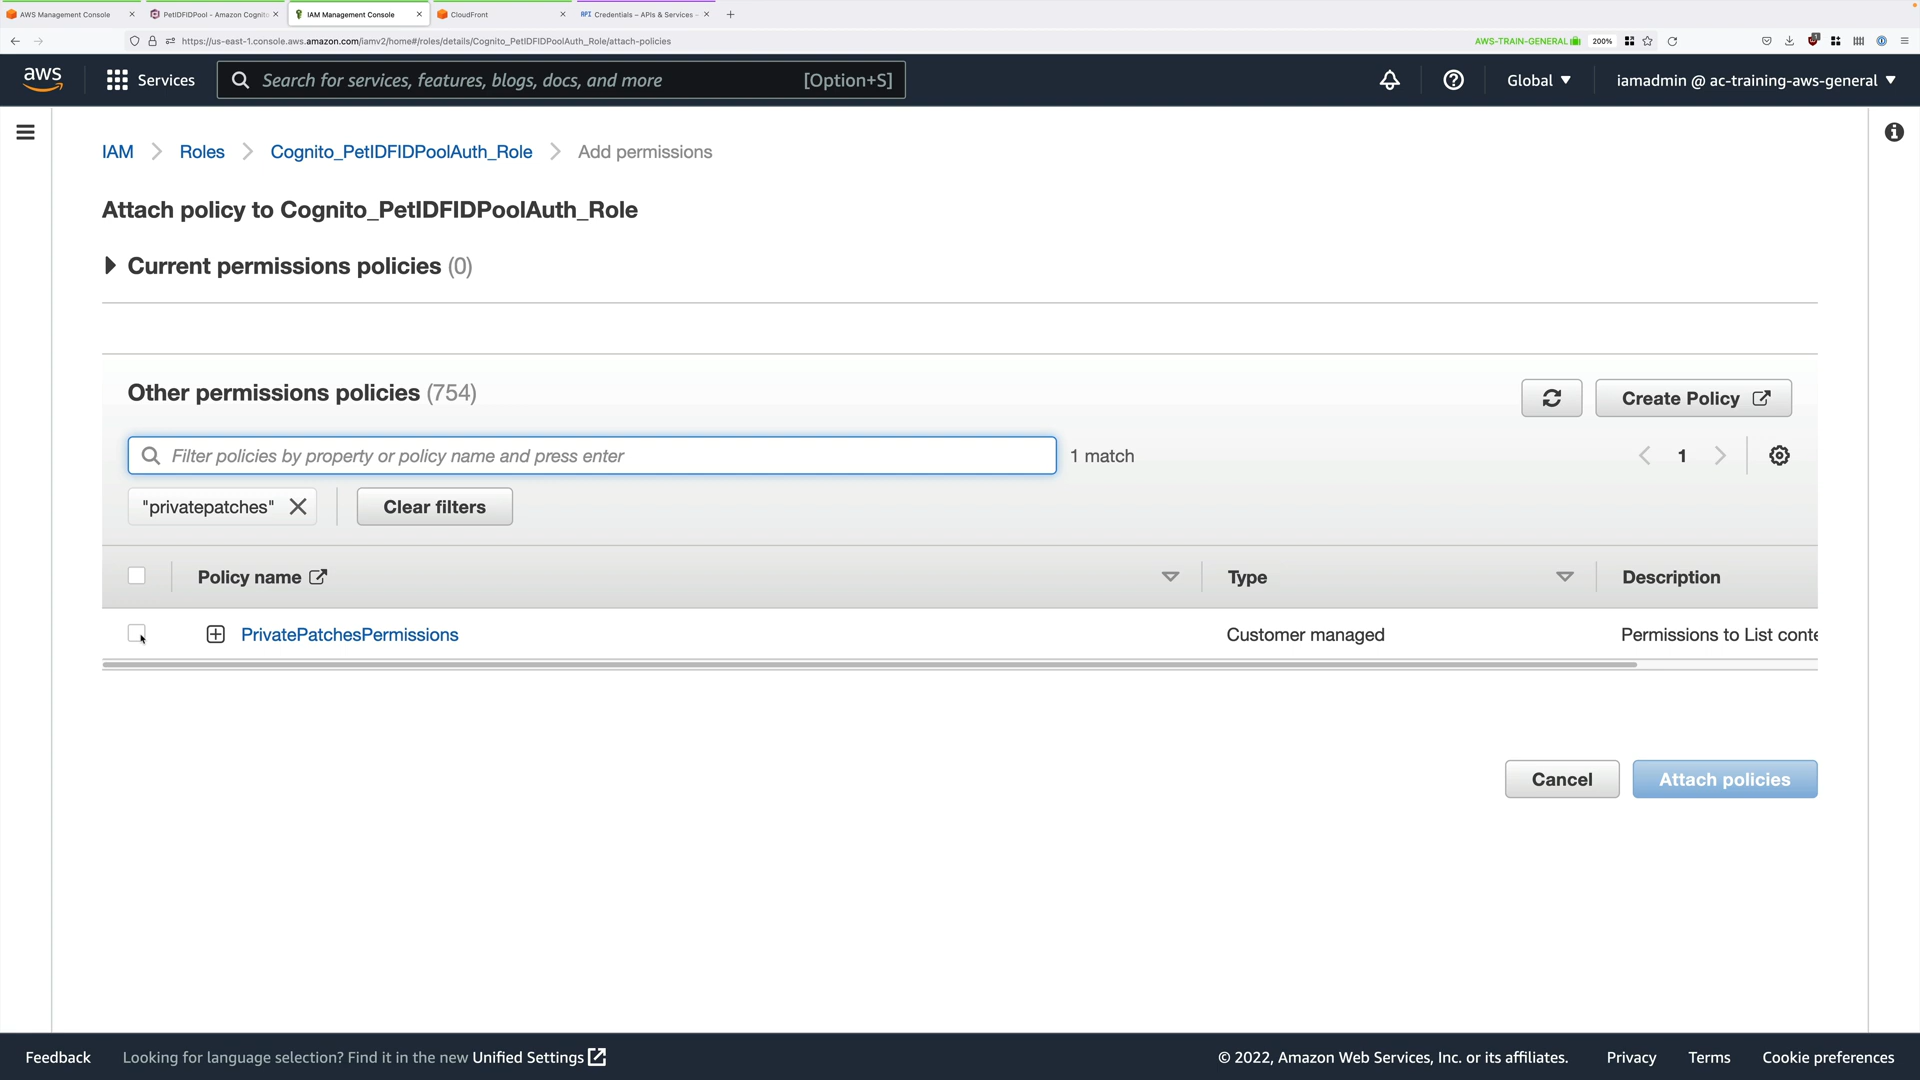 AWS Management Console
PetIDFIDPool - Amazon Cognito
IAM Management Console
CloudFront
API Credentials – APIs & Services –
https://us-east-1.console.aws.amazon.com/iamv2/home#/roles/details/Cognito_PetIDFIDPoolAuth_Role/attach-policies
AWS-TRAIN-GENERAL
200%
aws
Services
Search for services, features, blogs, docs, and more
[Option+S]
Global
iamadmin @ ac-training-aws-general
IAM
Roles
Cognito_PetIDFIDPoolAuth_Role
Add permissions
Attach policy to Cognito_PetIDFIDPoolAuth_Role
Current permissions policies (0)
Other permissions policies (754)
Create Policy
Filter policies by property or policy name and press enter
1 match
1
"privatepatches"
Clear filters
Policy name
Type
Description
PrivatePatchesPermissions
Customer managed
Permissions to List conte
Cancel
Attach policies
Feedback
Looking for language selection? Find it in the new Unified Settings
© 2022, Amazon Web Services, Inc. or its affiliates.
Privacy
Terms
Cookie preferences